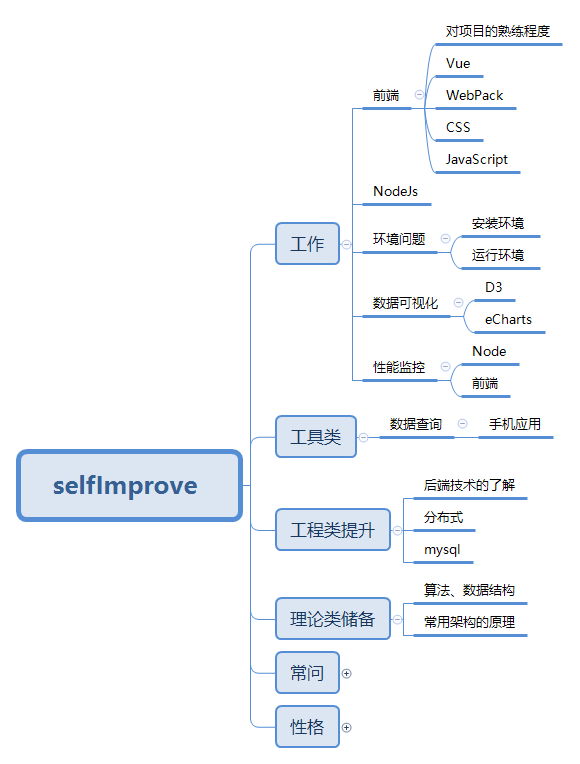 selfImprove
工作
前端
对项目的熟练程度
Vue
WebPack
CSS
JavaScript
NodeJs
环境问题
安装环境
运行环境
数据可视化
D3
eCharts
性能监控
Node
前端
工具类
数据查询
手机应用
工程类提升
后端技术的了解
分布式
mysql
理论类储备
算法、数据结构
常用架构的原理
常问
性格